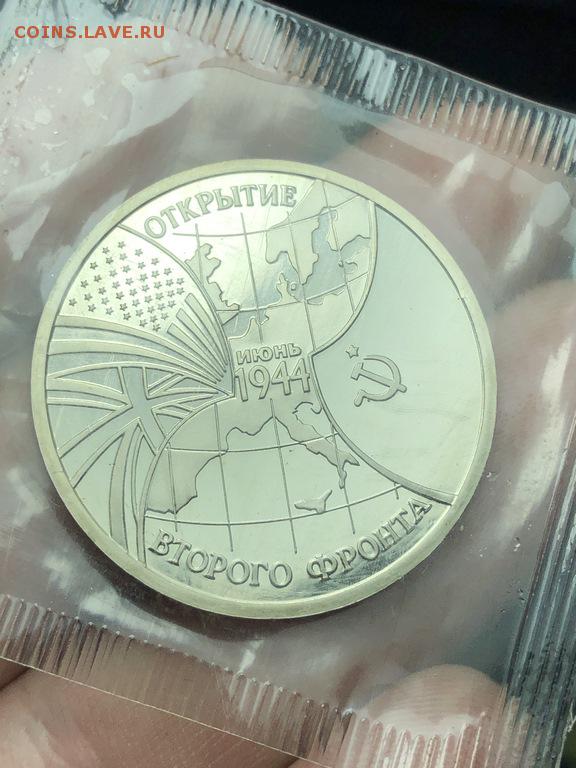 COINS.LAVE.RU
ОТКРЫТИЕ
ИЮНЬ
1944
ВТОРОГО ФРОНТА